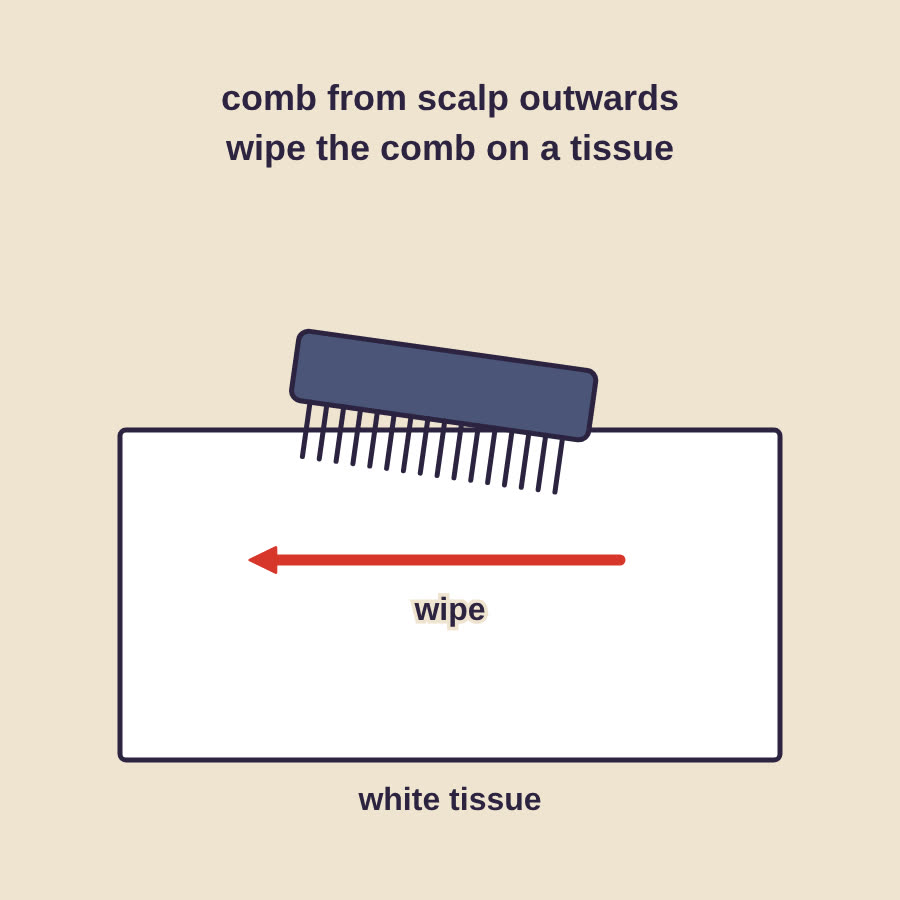 comb from scalp outwards
wipe the comb on a tissue
wipe
white tissue